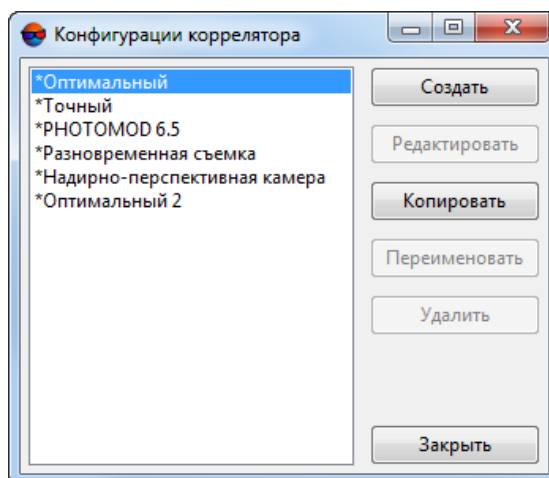 Конфигурации коррелятора
*Оптимальный
*Точный
*PHOTOMOD 6.5
*Разновременная съемка
*Надирно-перспективная камера
*Оптимальный 2
Создать
Редактировать
Копировать
Переименовать
Удалить
Закрыть